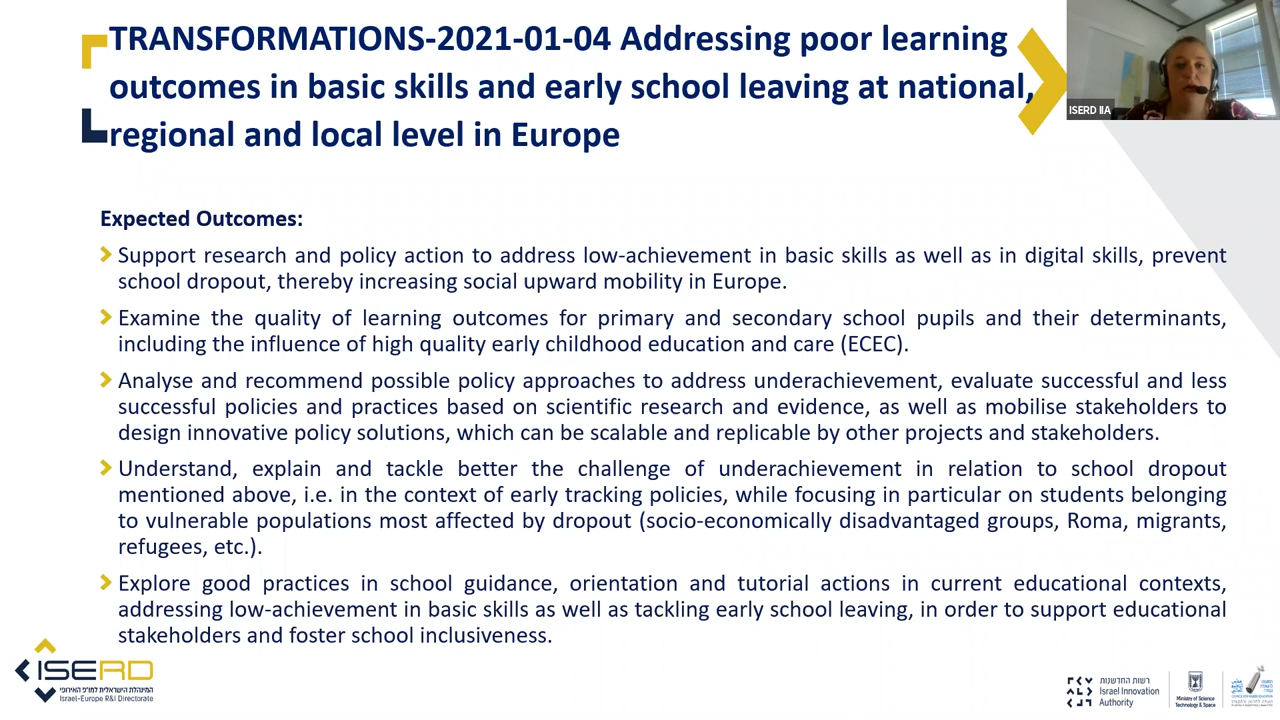 TRANSFORMATIONS-2021-01-04 Addressing poor learning
outcomes in basic skills and early school leaving at national,
regional and local level in Europe
ISERD IIA
Expected Outcomes:
Support research and policy action to address low-achievement in basic skills as well as in digital skills, prevent
school dropout, thereby increasing social upward mobility in Europe.
Examine the quality of learning outcomes for primary and secondary school pupils and their determinants,
including the influence of high quality early childhood education and care (ECEC).
Analyse and recommend possible policy approaches to address underachievement, evaluate successful and less
successful policies and practices based on scientific research and evidence, as well as mobilise stakeholders to
design innovative policy solutions, which can be scalable and replicable by other projects and stakeholders.
Understand, explain and tackle better the challenge of underachievement in relation to school dropout
mentioned above, i.e. in the context of early tracking policies, while focusing in particular on students belonging
to vulnerable populations most affected by dropout (socio-economically disadvantaged groups, Roma, migrants,
refugees, etc.).
Explore good practices in school guidance, orientation and tutorial actions in current educational contexts,
addressing low-achievement in basic skills as well as tackling early school leaving, in order to support educational
stakeholders and foster school inclusiveness.
ISERD
המינהלת הישראלית למו"פ האירופי
Israel-Europe R&I Directorate
רשות החדשנות
Israel Innovation
Authority
Ministry of Science
Technology & Space